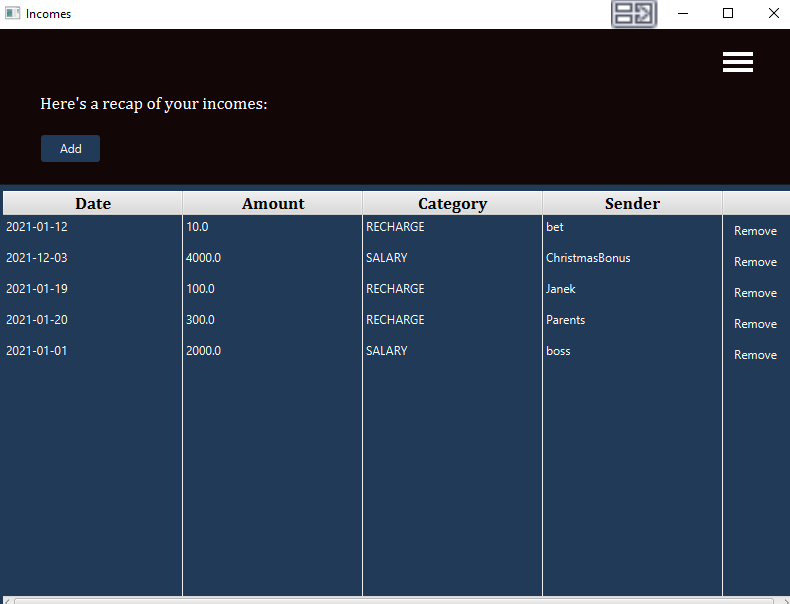 Incomes
Here's a recap of your incomes:
Add
Date Amount Category Sender
2021-01-12 10.0 RECHARGE bet Remove
2021-12-03 4000.0 SALARY ChristmasBonus Remove
2021-01-19 100.0 RECHARGE Janek Remove
2021-01-20 300.0 RECHARGE Parents Remove
2021-01-01 2000.0 SALARY boss Remove